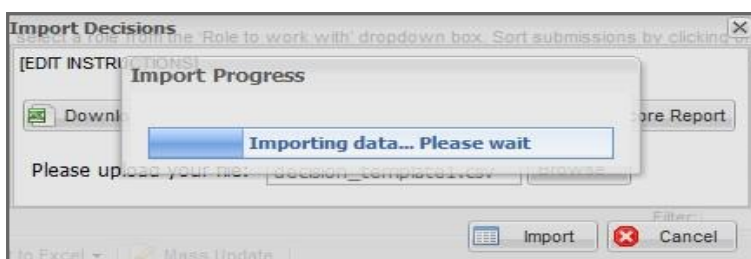 Import Decisions
select a role from the 'Role to work with' dropdown box. Sort submissions by clicking
[EDIT INSTRUCTIONS]
Import Progress
Downl
ore Report
Importing data... Please wait
Please upload your file: decision_template1.csv Browse
Filter:
Import Cancel
to Excel Mass Update